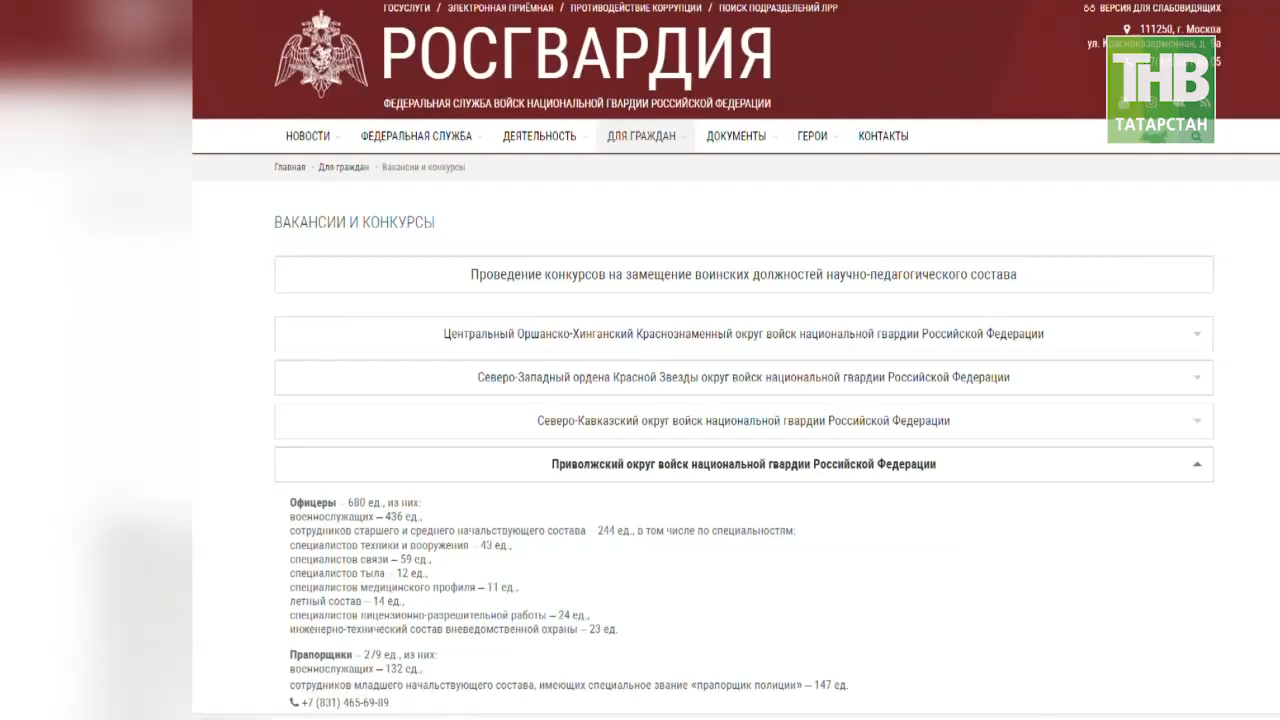 ГОСУСЛУГИ / ЭЛЕКТРОННАЯ ПРИЁМНАЯ / ПРОТИВОДЕЙСТВИЕ КОРРУПЦИИ / ПОИСК ПОДРАЗДЕЛЕНИЙ ЛРР
ВЕРСИЯ ДЛЯ СЛАБОВИДЯЩИХ
111250, г. Москва
ул. Красноказарменная, д. 9а
РОСГВАРДИЯ
ФЕДЕРАЛЬНАЯ СЛУЖБА ВОЙСК НАЦИОНАЛЬНОЙ ГВАРДИИ РОССИЙСКОЙ ФЕДЕРАЦИИ
ТНВ
ТАТАРСТАН
НОВОСТИ ФЕДЕРАЛЬНАЯ СЛУЖБА ДЕЯТЕЛЬНОСТЬ ДЛЯ ГРАЖДАН ДОКУМЕНТЫ ГЕРОИ КОНТАКТЫ
Главная - Для граждан - Вакансии и конкурсы
ВАКАНСИИ И КОНКУРСЫ
Проведение конкурсов на замещение воинских должностей научно-педагогического состава
Центральный Оршанско-Хинганский Краснознаменный округ войск национальной гвардии Российской Федерации
Северо-Западный ордена Красной Звезды округ войск национальной гвардии Российской Федерации
Северо-Кавказский округ войск национальной гвардии Российской Федерации
Приволжский округ войск национальной гвардии Российской Федерации
Офицеры – 680 ед., из них:
военнослужащих – 436 ед.,
сотрудников старшего и среднего начальствующего состава 244 ед., в том числе по специальностям:
специалистов техники и вооружения – 43 ед.,
специалистов связи – 59 ед.,
специалистов тыла – 12 ед.,
специалистов медицинского профиля – 11 ед.,
летный состав – 14 ед.,
специалистов лицензионно-разрешительной работы – 24 ед.,
инженерно-технический состав вневедомственной охраны – 23 ед.
Прапорщики – 279 ед., из них:
военнослужащих – 132 ед.,
сотрудников младшего начальствующего состава, имеющих специальное звание «прапорщик полиции» – 147 ед.
+7 (831) 465-69-89